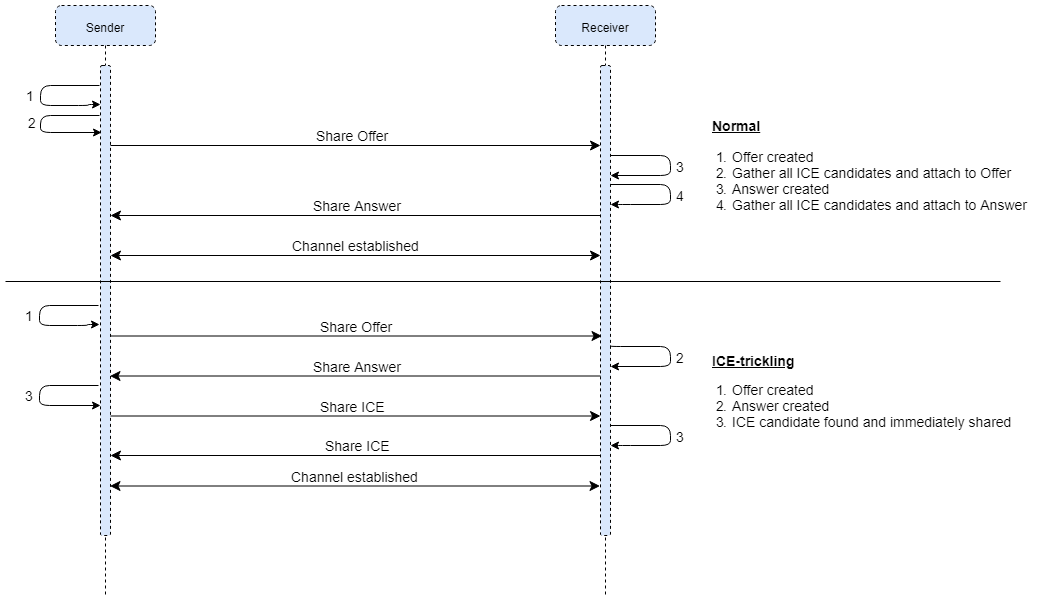 Sender
Receiver
1
2
Share Offer
3
4
Share Answer
Channel established
Normal
1. Offer created
2. Gather all ICE candidates and attach to Offer
3. Answer created
4. Gather all ICE candidates and attach to Answer
1
Share Offer
2
Share Answer
3
Share ICE
3
Share ICE
Channel established
ICE-trickling
1. Offer created
2. Answer created
3. ICE candidate found and immediately shared